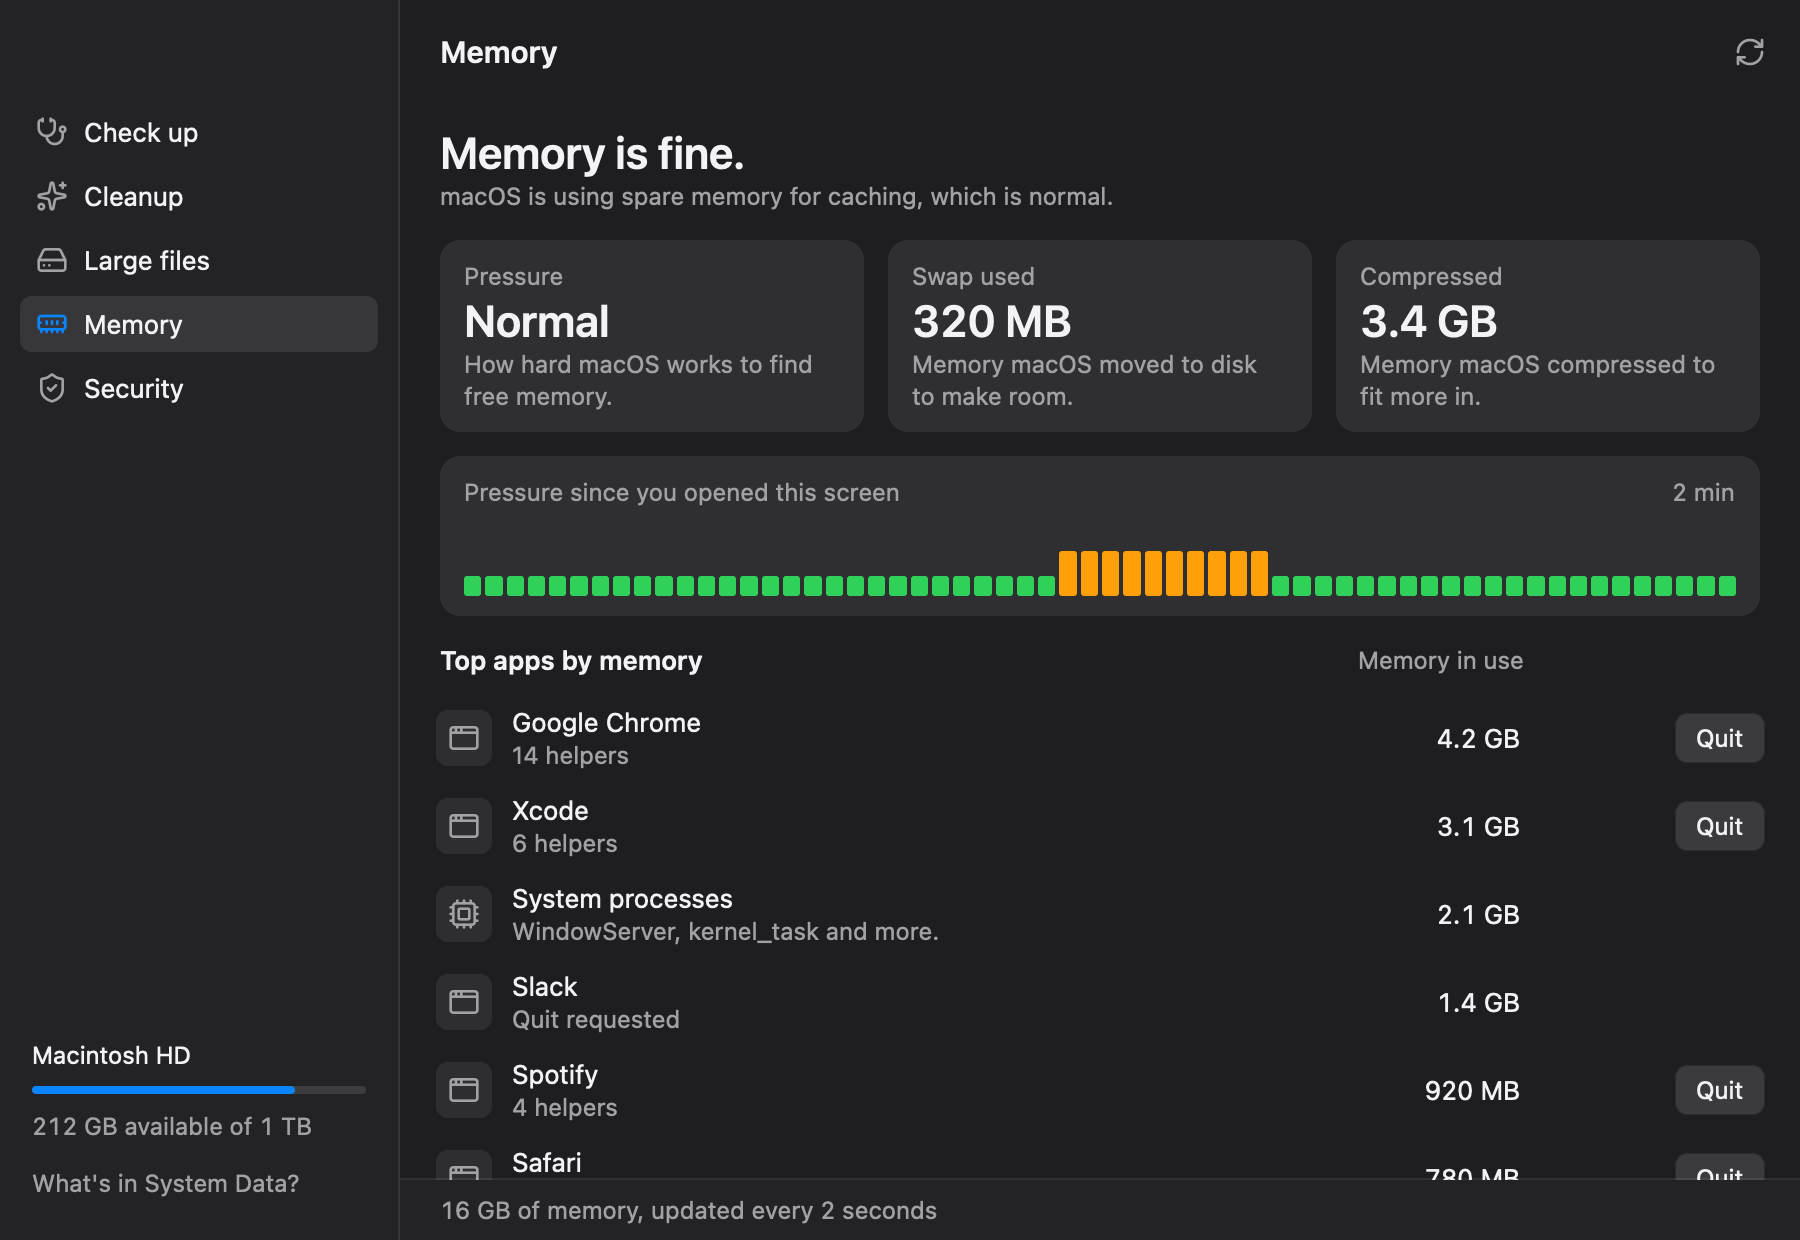 Memory
Check up
Cleanup
Large files
Memory
Security
Macintosh HD
212 GB available of 1 TB
What's in System Data?
Memory is fine.
macOS is using spare memory for caching, which is normal.
Pressure
Normal
How hard macOS works to find
free memory.
Swap used
320 MB
Memory macOS moved to disk
to make room.
Compressed
3.4 GB
Memory macOS compressed to
fit more in.
Pressure since you opened this screen
2 min
Top apps by memory
Memory in use
Google Chrome
14 helpers
4.2 GB
Quit
Xcode
6 helpers
3.1 GB
Quit
System processes
WindowServer, kernel_task and more.
2.1 GB
Slack
Quit requested
1.4 GB
Spotify
4 helpers
920 MB
Quit
Safari
780 MB
Quit
16 GB of memory, updated every 2 seconds